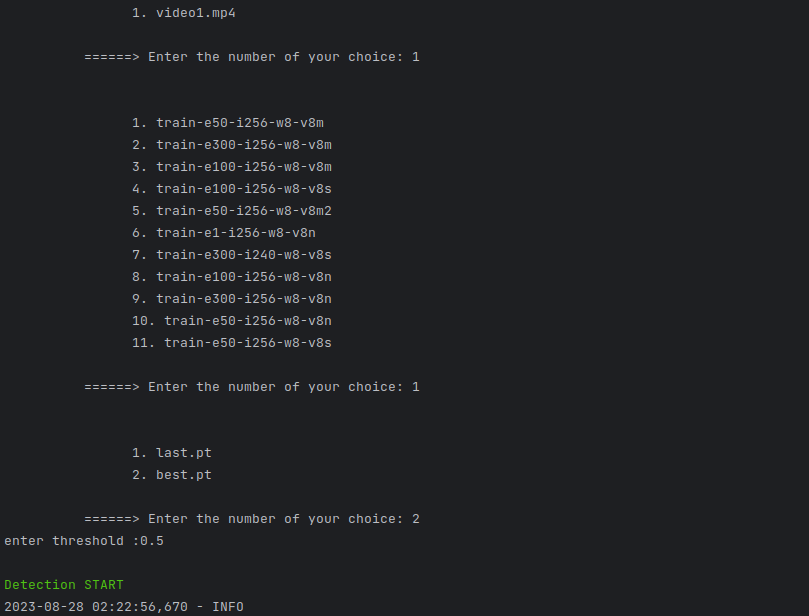 1. video1.mp4
======> Enter the number of your choice: 1
1. train-e50-i256-w8-v8m
2. train-e300-i256-w8-v8m
3. train-e100-i256-w8-v8m
4. train-e100-i256-w8-v8s
5. train-e50-i256-w8-v8m2
6. train-e1-i256-w8-v8n
7. train-e300-i240-w8-v8s
8. train-e100-i256-w8-v8n
9. train-e300-i256-w8-v8n
10. train-e50-i256-w8-v8n
11. train-e50-i256-w8-v8s
======> Enter the number of your choice: 1
1. last.pt
2. best.pt
======> Enter the number of your choice: 2
enter threshold :0.5
Detection START
2023-08-28 02:22:56,670 - INFO